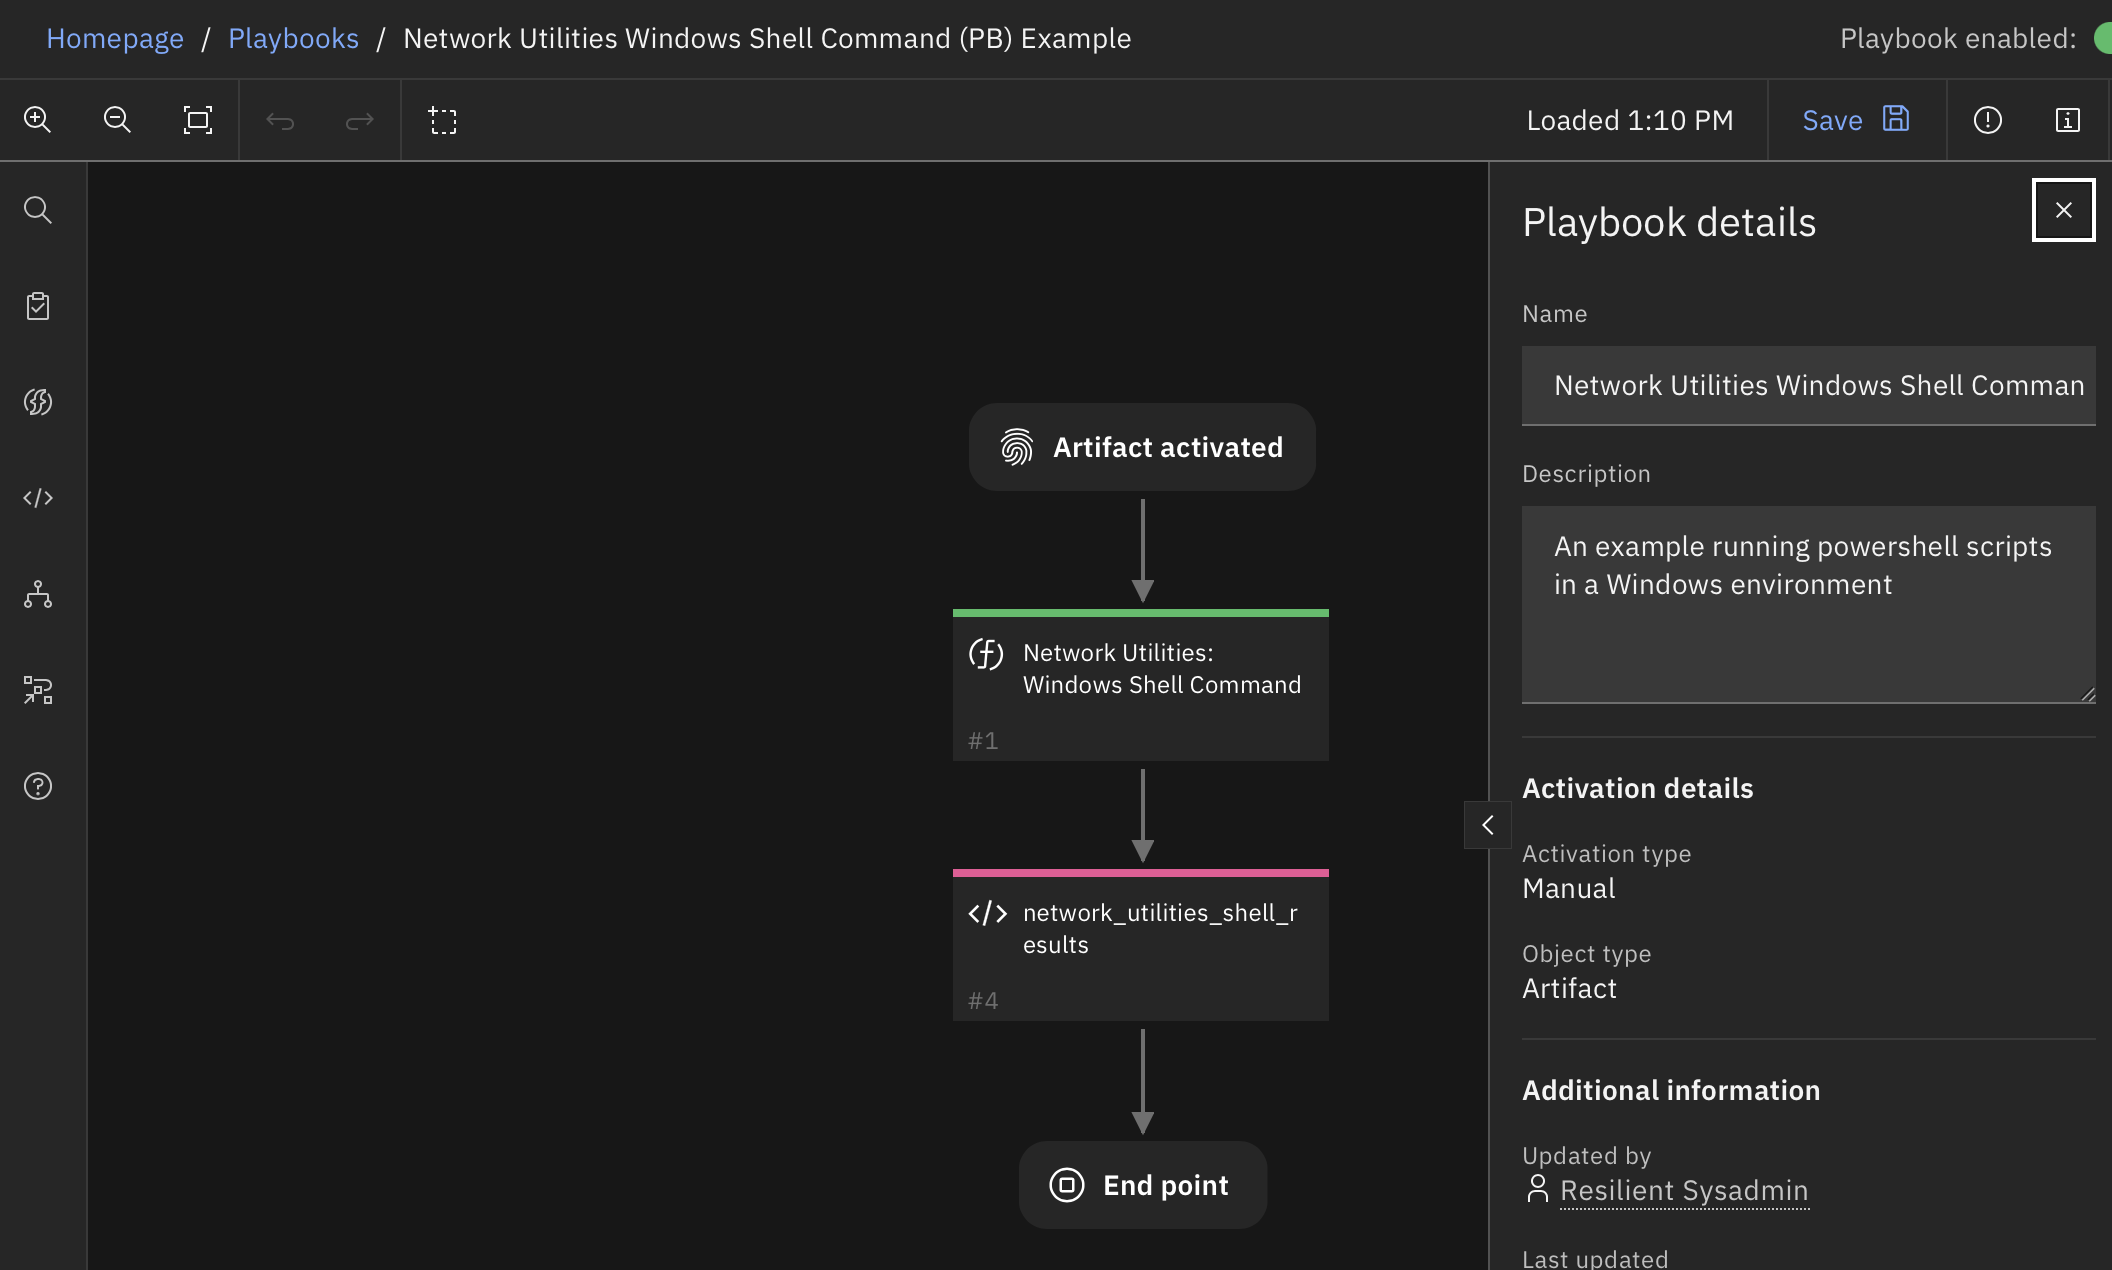 Homepage / Playbooks / Network Utilities Windows Shell Command (PB) Example
Playbook enabled:
Loaded 1:10 PM
Save
Artifact activated
Network Utilities:
Windows Shell Command
#1
network_utilities_shell_r
esults
#4
End point
Playbook details
Name
Network Utilities Windows Shell Comman
Description
An example running powershell scripts
in a Windows environment
Activation details
Activation type
Manual
Object type
Artifact
Additional information
Updated by
Resilient Sysadmin
Last updated